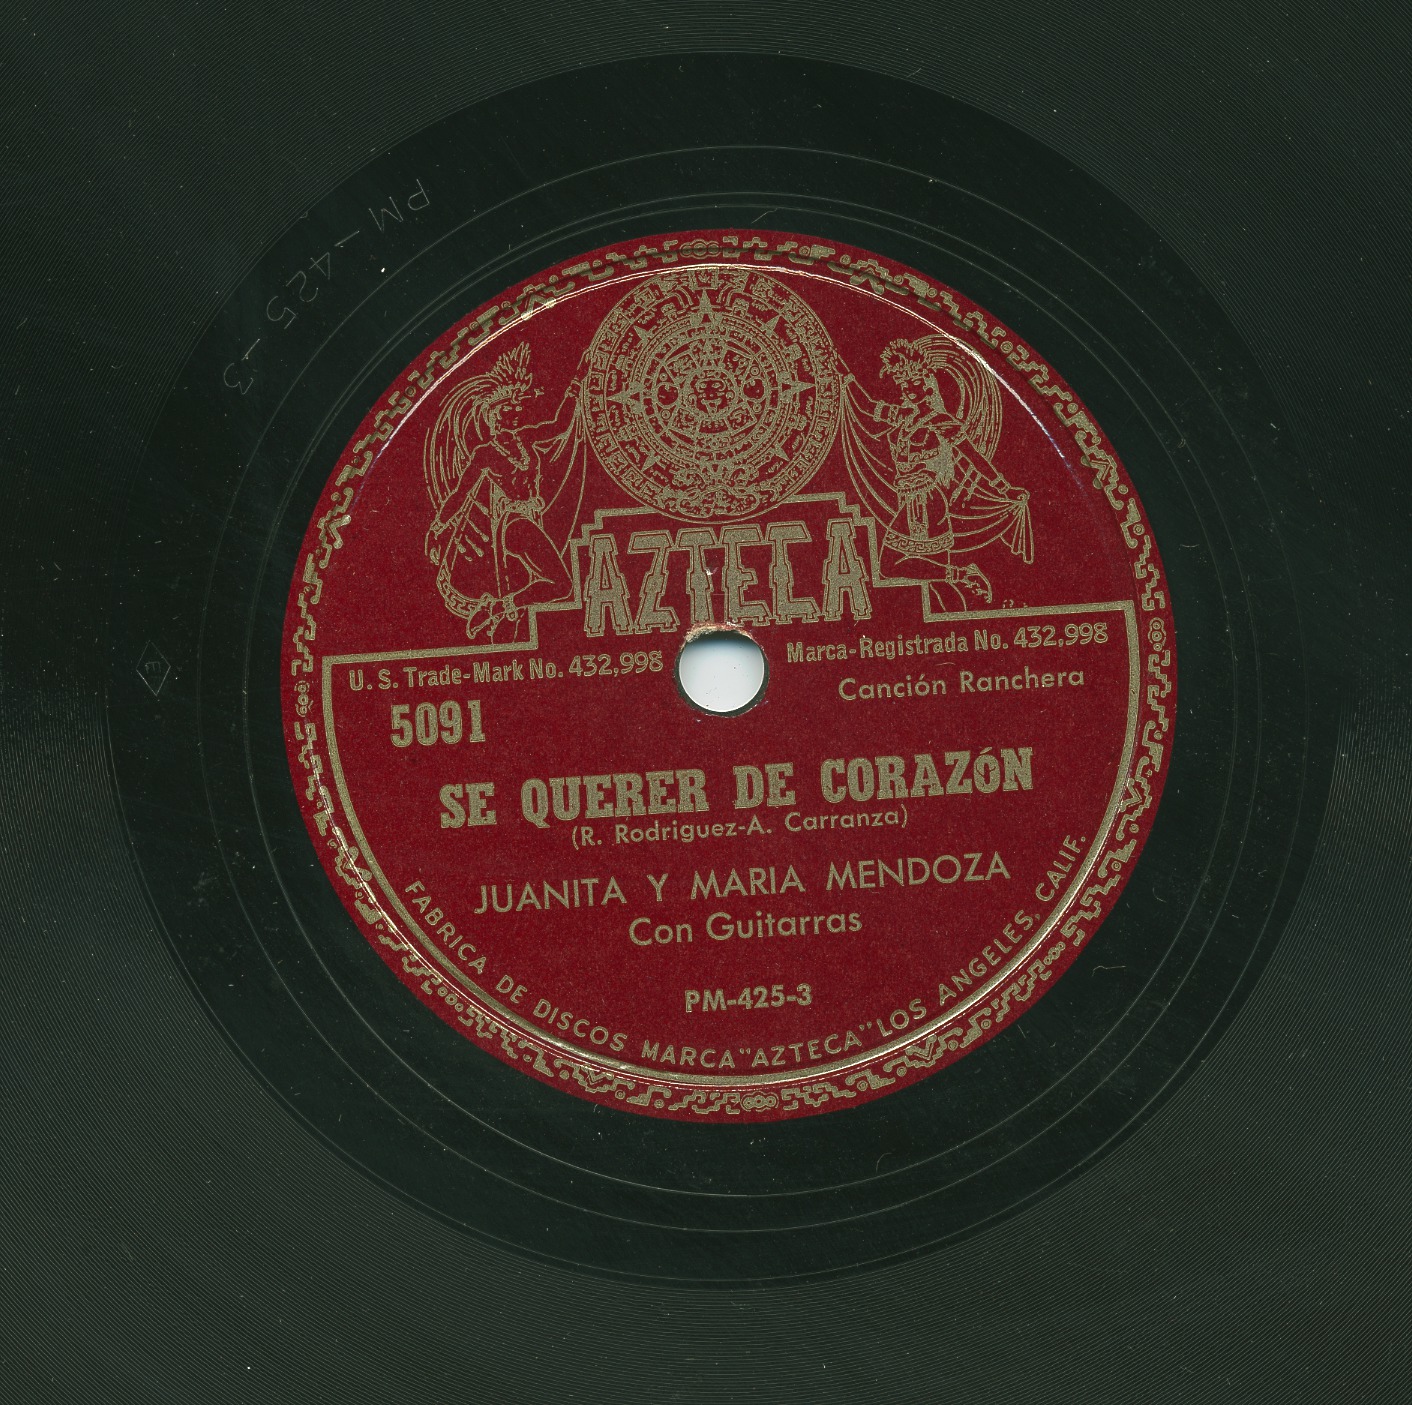 PM-425-3
AZTECA
U. S. Trade-Mark No. 432,998
Marca-Registrada No. 432,998
5091
Canción Ranchera
SE QUERER DE CORAZÓN
(R. Rodriguez-A. Carranza)
JUANITA Y MARIA MENDOZA
Con Guitarras
PM-425-3
FABRICA DE DISCOS MARCA "AZTECA" LOS ANGELES, CALIF.
E